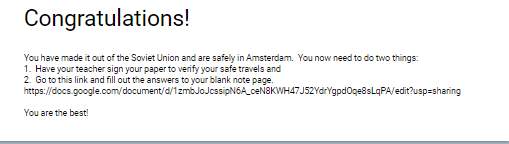 Congratulations!
You have made it out of the Soviet Union and are safely in Amsterdam.  You now need to do two things:
1.  Have your teacher sign your paper to verify your safe travels and
2.  Go to this link and fill out the answers to your blank note page.
https://docs.google.com/document/d/1zmbJoJcssipN6A_ceN8KWH47J52YdrYgpdOqe8sLqPA/edit?usp=sharing
You are the best!